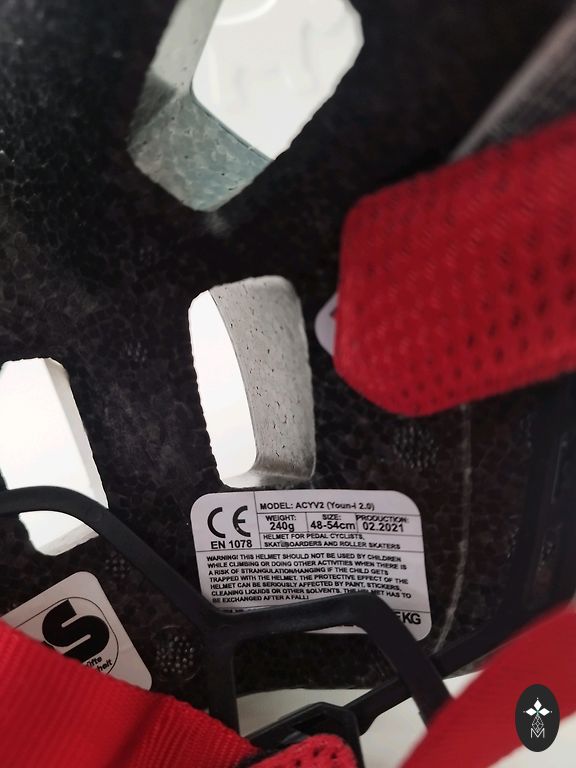 CE
EN 1078
MODEL: ACYV2 (Youn-i 2.0)
WEIGHT: SIZE: PRODUCTION:
240g 48-54cm 02.2021
HELMET FOR PEDAL CYCLISTS,
SKATEBOARDERS AND ROLLER SKATERS
WARNING! THIS HELMET SHOULD NOT BE USED BY CHILDREN
WHILE CLIMBING OR DOING OTHER ACTIVITIES WHEN THERE IS
A RISK OF STRANGULATION/HANGING IF THE CHILD GETS
TRAPPED WITH THE HELMET. THE PROTECTIVE EFFECT OF THE
HELMET CAN BE SERIOUSLY AFFECTED BY PAINT, STICKERS,
CLEANING LIQUIDS OR OTHER SOLVENTS. THE HELMET HAS TO
BE EXCHANGED AFTER A FALL!
KG
S
M